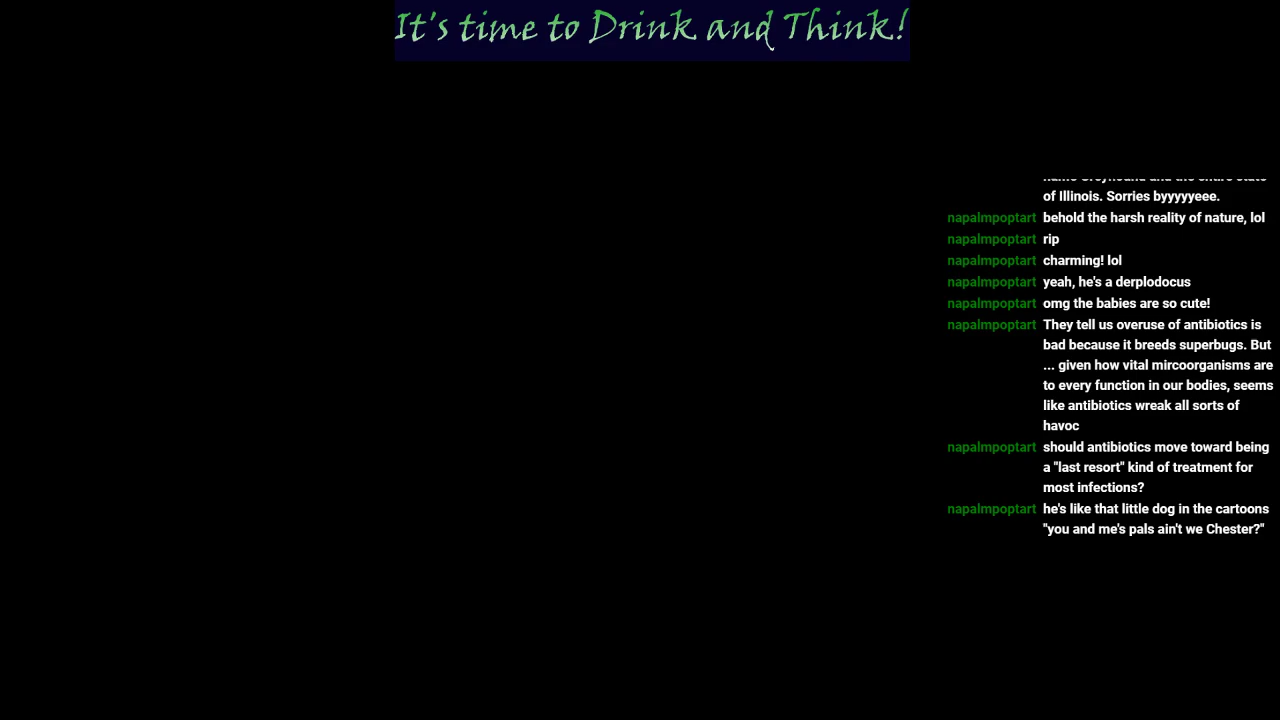 It's time to Drink and Think!
of Illinois. Sorries byyyyyeee.
napalmpoptart behold the harsh reality of nature, lol
napalmpoptart rip
napalmpoptart charming! lol
napalmpoptart yeah, he's a derplodocus
napalmpoptart omg the babies are so cute!
napalmpoptart They tell us overuse of antibiotics is
bad because it breeds superbugs. But
... given how vital mircoorganisms are
to every function in our bodies, seems
like antibiotics wreak all sorts of
havoc
napalmpoptart should antibiotics move toward being
a "last resort" kind of treatment for
most infections?
napalmpoptart he's like that little dog in the cartoons
"you and me's pals ain't we Chester?"